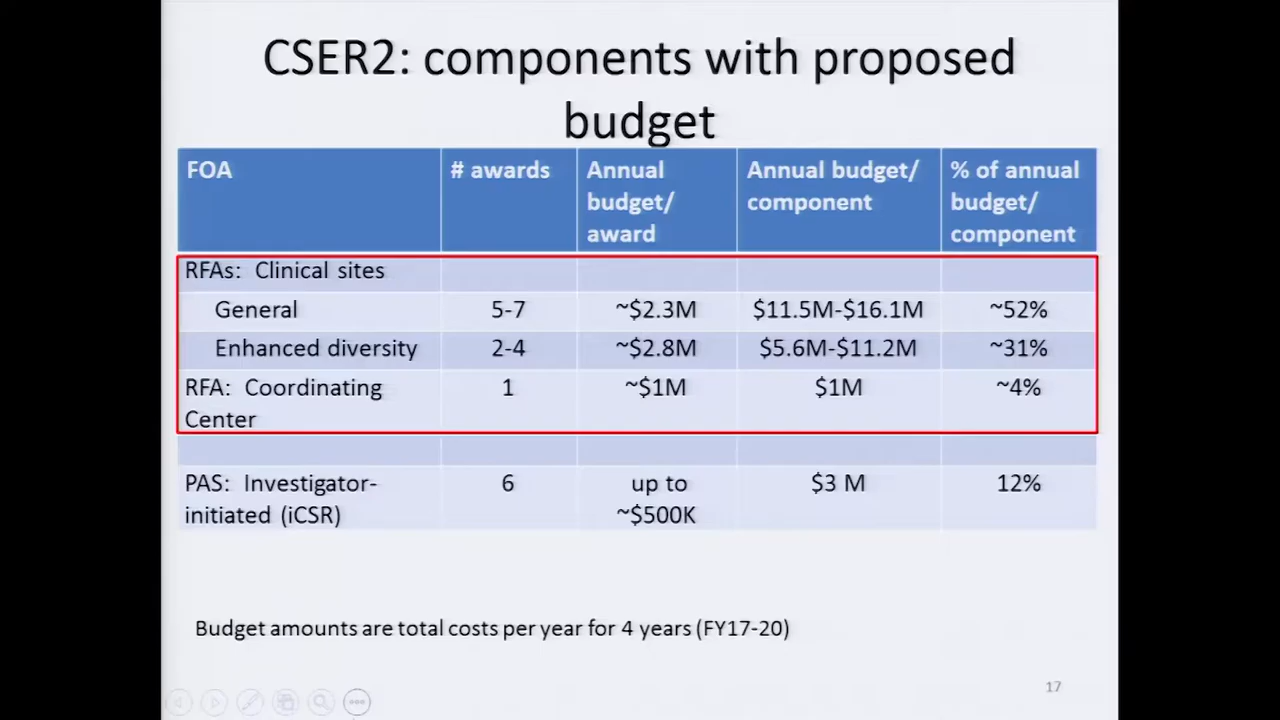 CSER2: components with proposed
budget
FOA # awards Annual budget/ award Annual budget/ component % of annual budget/ component
RFAs: Clinical sites
General 5-7 ~$2.3M $11.5M-$16.1M ~52%
Enhanced diversity 2-4 ~$2.8M $5.6M-$11.2M ~31%
RFA: Coordinating Center 1 ~$1M $1M ~4%
PAS: Investigator-initiated (iCSR) 6 up to ~$500K $3 M 12%
Budget amounts are total costs per year for 4 years (FY17-20)
17